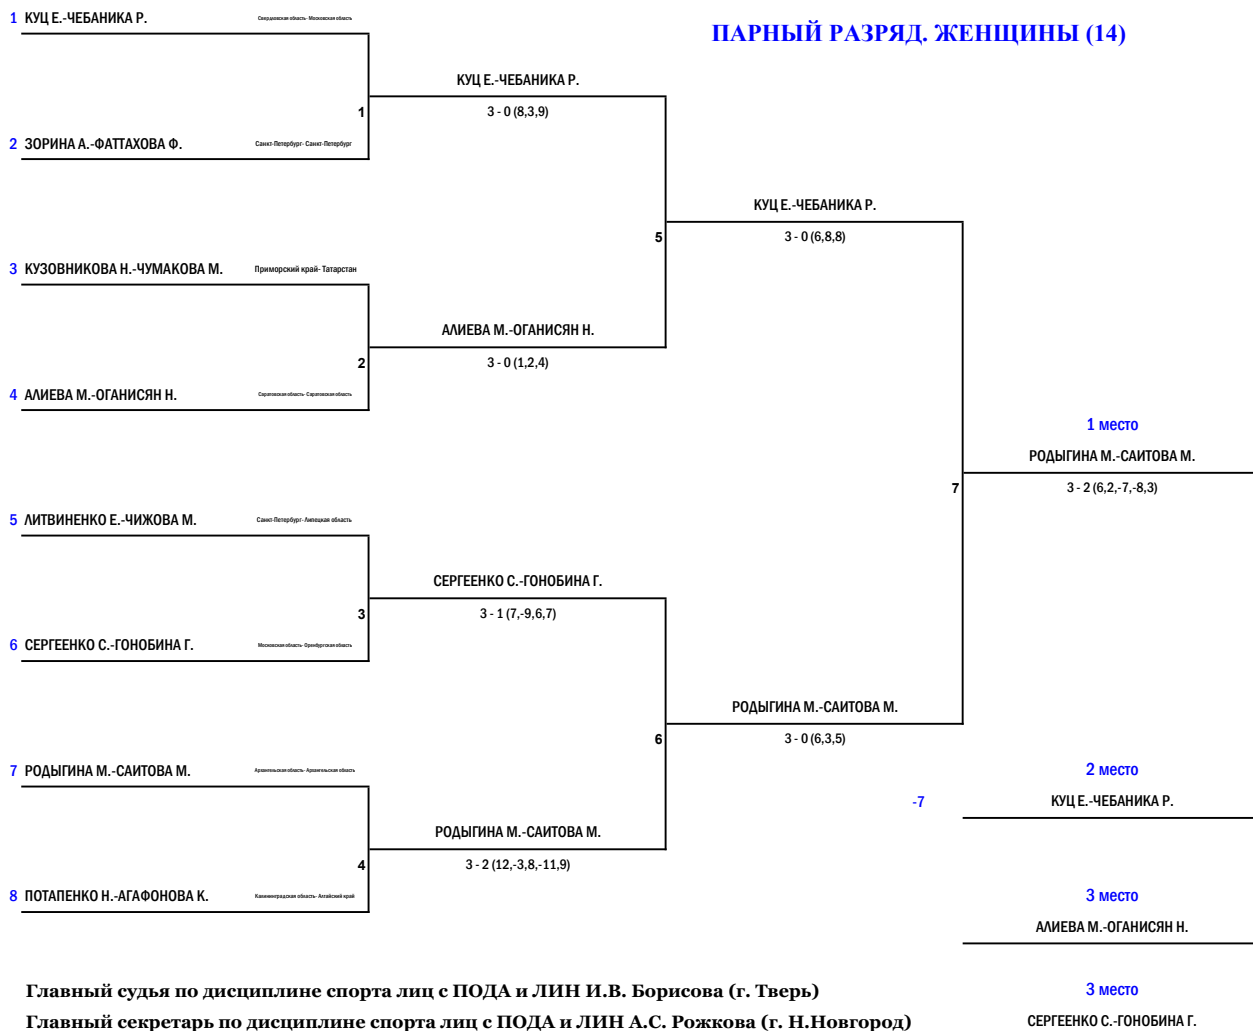 1 КУЦ Е.-ЧЕБАНИКА Р. Свердловская область- Московская область
ПАРНЫЙ РАЗРЯД. ЖЕНЩИНЫ (14)
КУЦ Е.-ЧЕБАНИКА Р.
1 3 - 0 (8,3,9)
2 ЗОРИНА А.-ФАТТАХОВА Ф. Санкт-Петербург- Санкт-Петербург
КУЦ Е.-ЧЕБАНИКА Р.
5 3 - 0 (6,8,8)
3 КУЗОВНИКОВА Н.-ЧУМАКОВА М. Приморский край- Татарстан
АЛИЕВА М.-ОГАНИСЯН Н.
2 3 - 0 (1,2,4)
4 АЛИЕВА М.-ОГАНИСЯН Н. Саратовская область- Саратовская область
1 место
РОДЫГИНА М.-САИТОВА М.
7 3 - 2 (6,2,-7,-8,3)
5 ЛИТВИНЕНКО Е.-ЧИЖОВА М. Санкт-Петербург- Липецкая область
СЕРГЕЕНКО С.-ГОНОБИНА Г.
3 3 - 1 (7,-9,6,7)
6 СЕРГЕЕНКО С.-ГОНОБИНА Г. Московская область- Оренбургская область
РОДЫГИНА М.-САИТОВА М.
6 3 - 0 (6,3,5)
7 РОДЫГИНА М.-САИТОВА М. Архангельская область- Архангельская область
2 место
-7 КУЦ Е.-ЧЕБАНИКА Р.
РОДЫГИНА М.-САИТОВА М.
4 3 - 2 (12,-3,8,-11,9)
8 ПОТАПЕНКО Н.-АГАФОНОВА К. Калининградская область- Алтайский край
3 место
АЛИЕВА М.-ОГАНИСЯН Н.
Главный судья по дисциплине спорта лиц с ПОДА и ЛИН И.В. Борисова (г. Тверь)
3 место
Главный секретарь по дисциплине спорта лиц с ПОДА и ЛИН А.С. Рожкова (г. Н.Новгород)
СЕРГЕЕНКО С.-ГОНОБИНА Г.